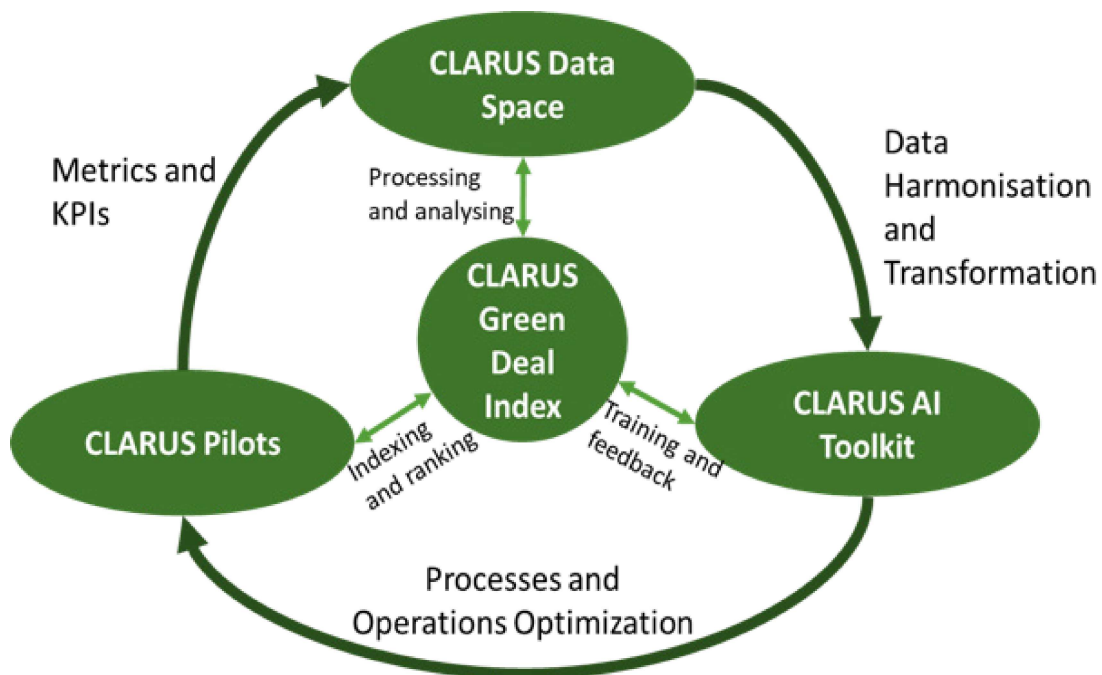 CLARUS Data
Space
Metrics and
KPIs
Processing
and analysing
Data
Harmonisation
and
Transformation
CLARUS
Green
Deal
Index
CLARUS Pilots
Indexing
and ranking
Training and
feedback
CLARUS AI
Toolkit
Processes and
Operations Optimization